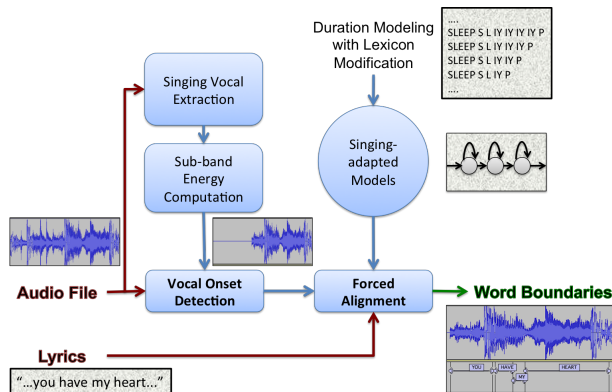 Duration Modeling
with Lexicon
Modification
....
SLEEP S L IY IY IY IY P
SLEEP S L IY IY IY P
SLEEP S L IY IY P
SLEEP S L IY P
....
Singing Vocal
Extraction
Sub-band
Energy
Computation
Singing-
adapted
Models
Audio File
Vocal Onset
Detection
Forced
Alignment
Word Boundaries
Lyrics
"...you have my heart..."
YOU
HAVE
MY
HEART